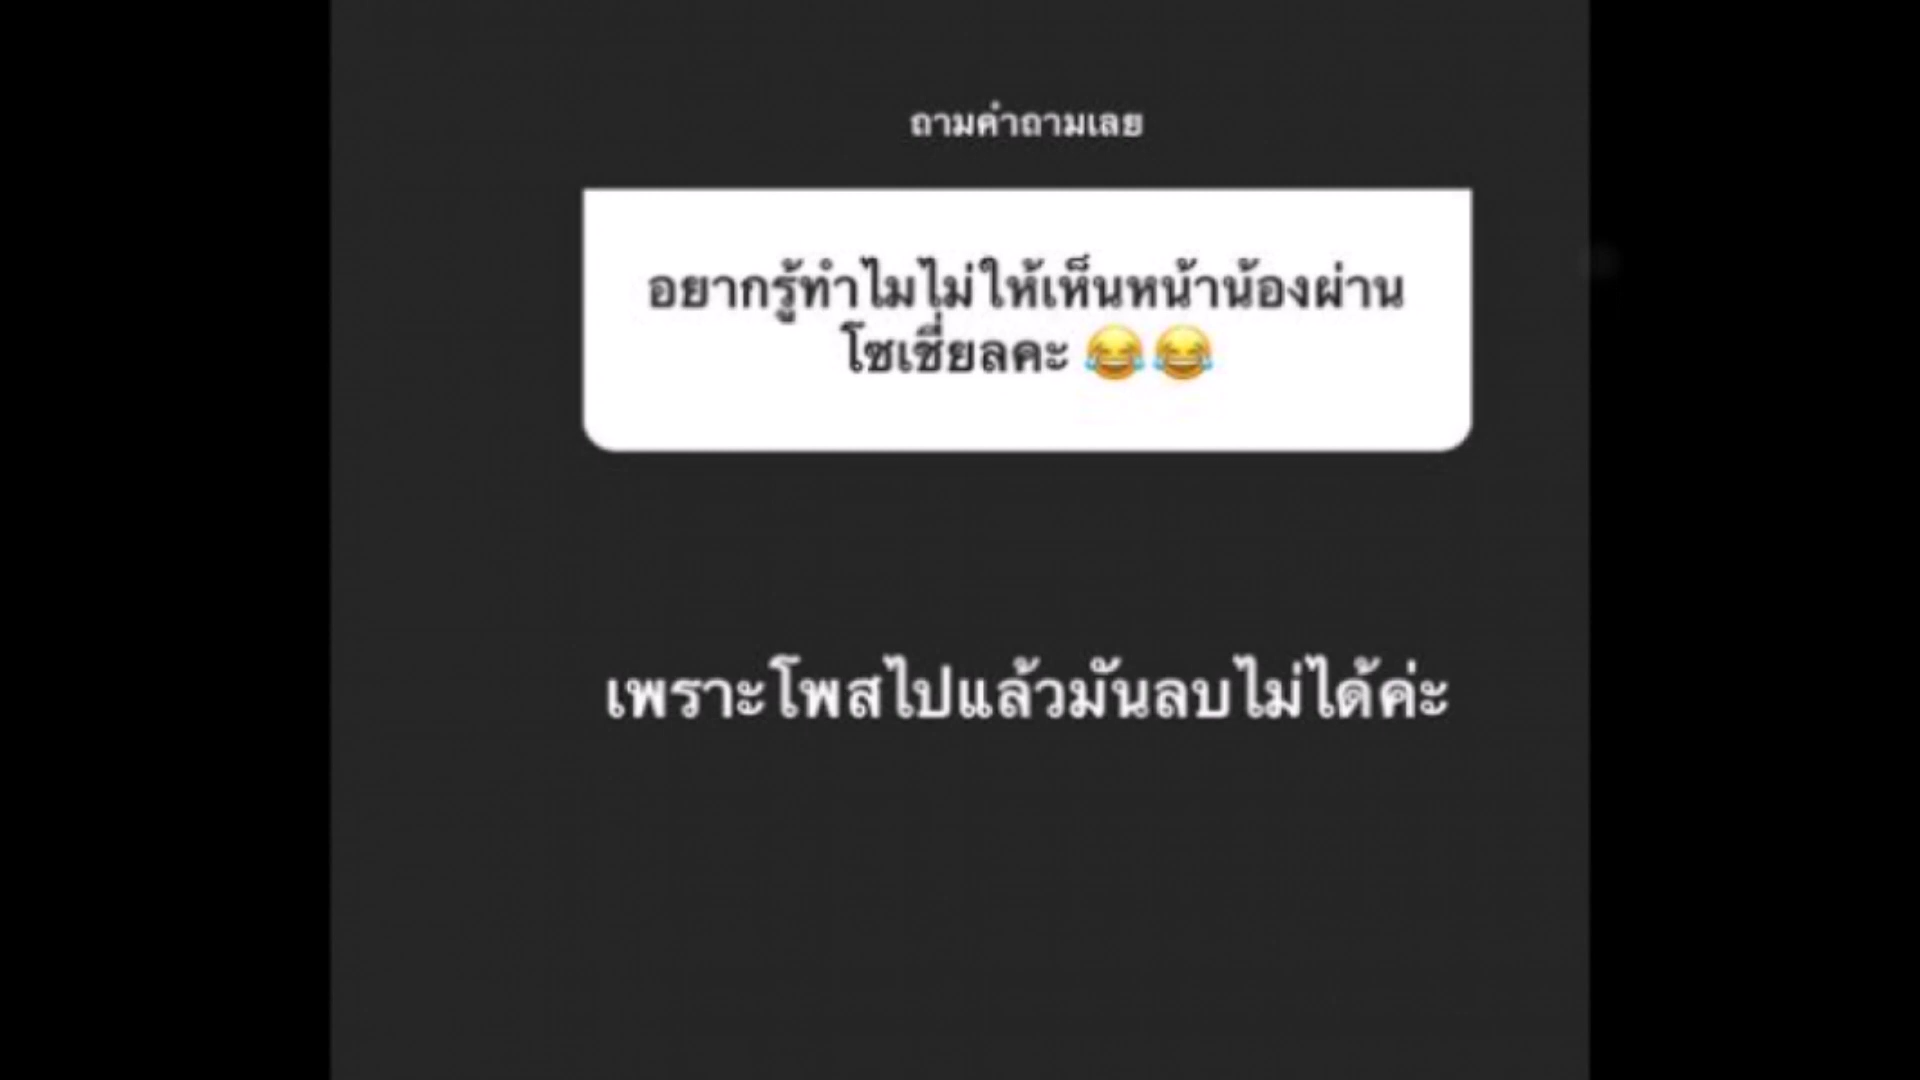 ถามคำถามเลย
อยากรู้ทำไมไม่ให้เห็นหน้าน้องผ่าน
โซเชี่ยลคะ 😂😂
เพราะโพสไปแล้วมันลบไม่ได้ค่ะ